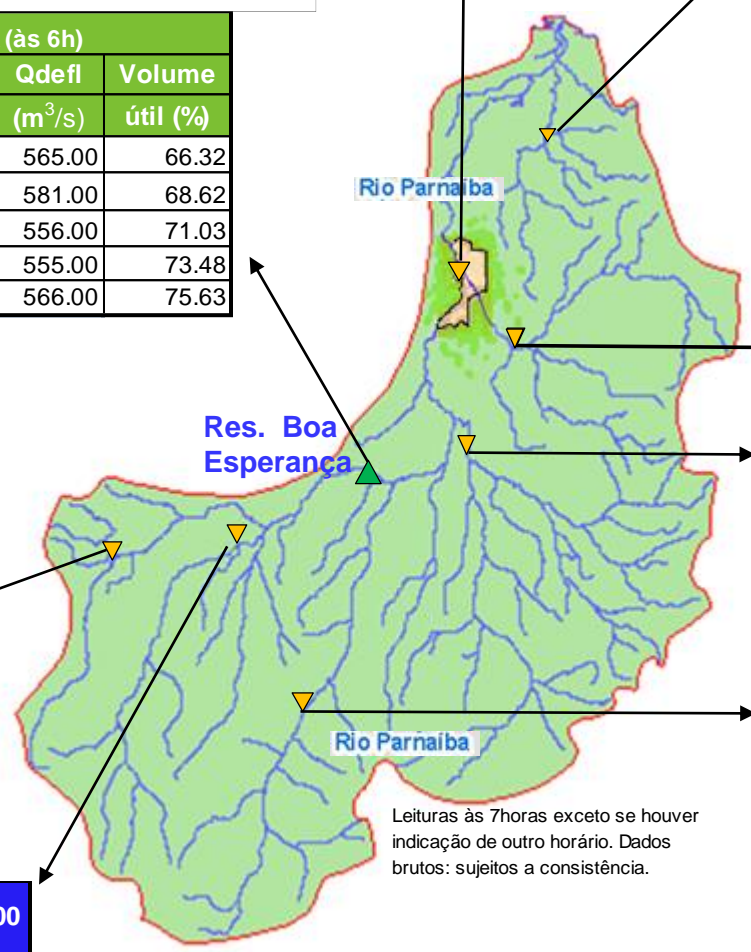 (às 6h)
Qdefl Volume
(m³/s) útil (%)
565.00 66.32
581.00 68.62
556.00 71.03
555.00 73.48
566.00 75.63
Rio Parnaíba
Res. Boa
Esperança
Rio Parnaíba
Leituras às 7horas exceto se houver
indicação de outro horário. Dados
brutos: sujeitos a consistência.
00